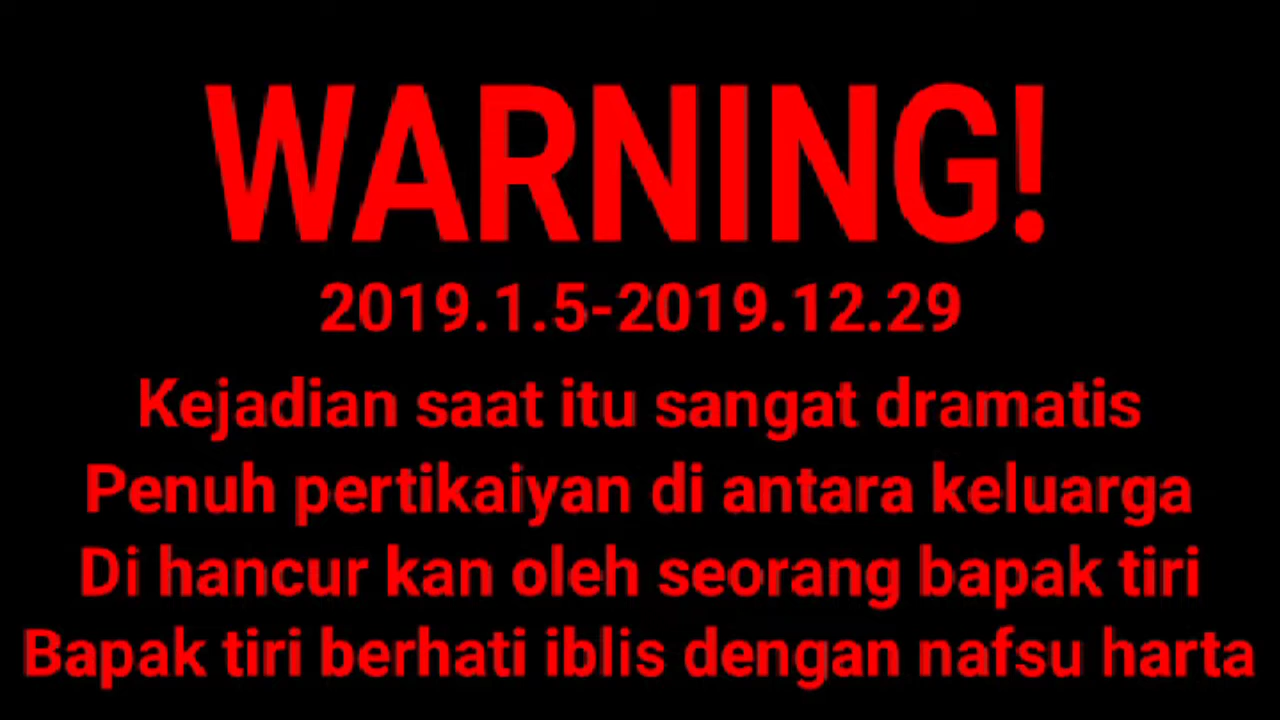 WARNING!
2019.1.5-2019.12.29
Kejadian saat itu sangat dramatis
Penuh pertikaiyan di antara keluarga
Di hancur kan oleh seorang bapak tiri
Bapak tiri berhati iblis dengan nafsu harta